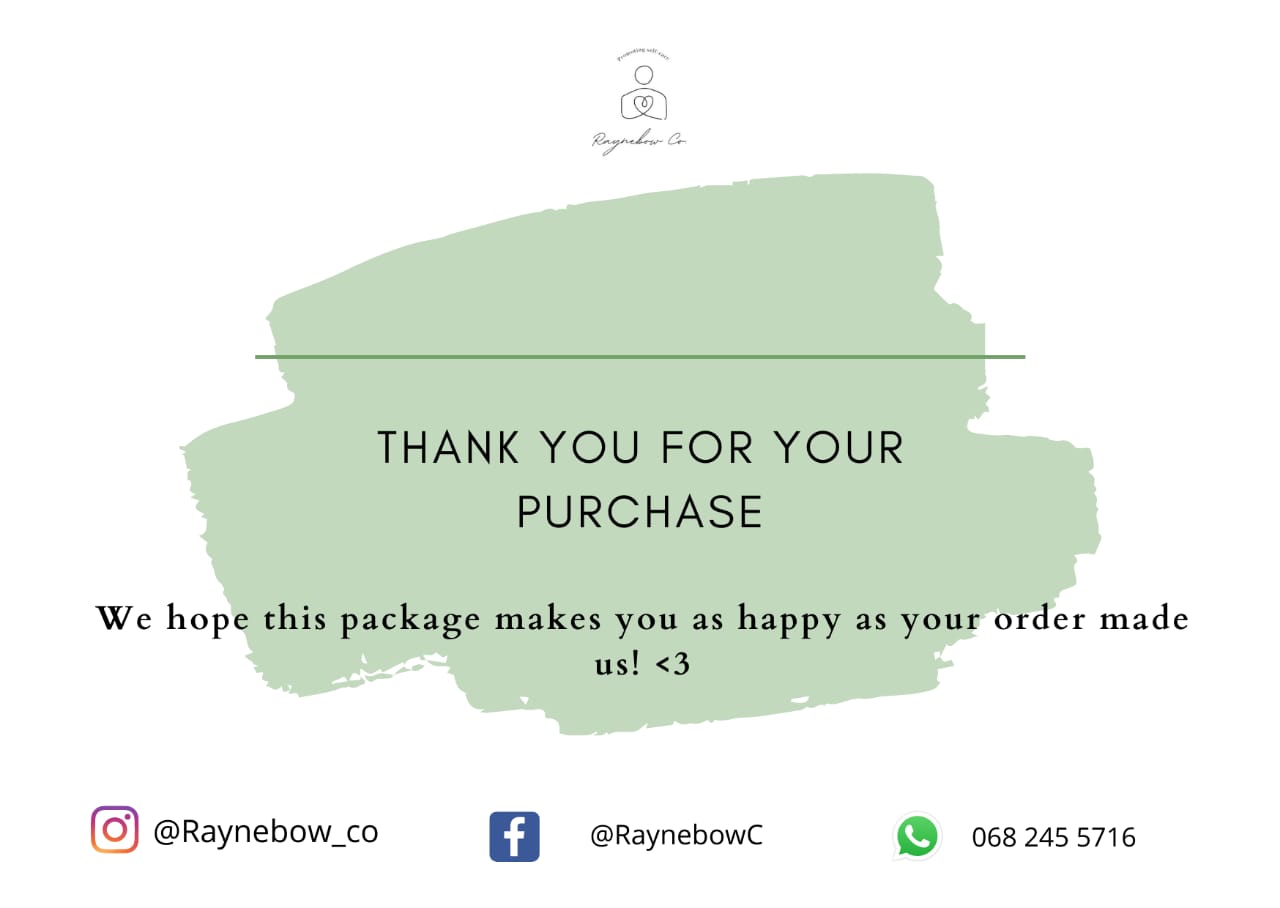 Promoting self-care
Raynebow Co
THANK YOU FOR YOUR
PURCHASE
We hope this package makes you as happy as your order made
us! <3
@Raynebow_co
@RaynebowC
068 245 5716